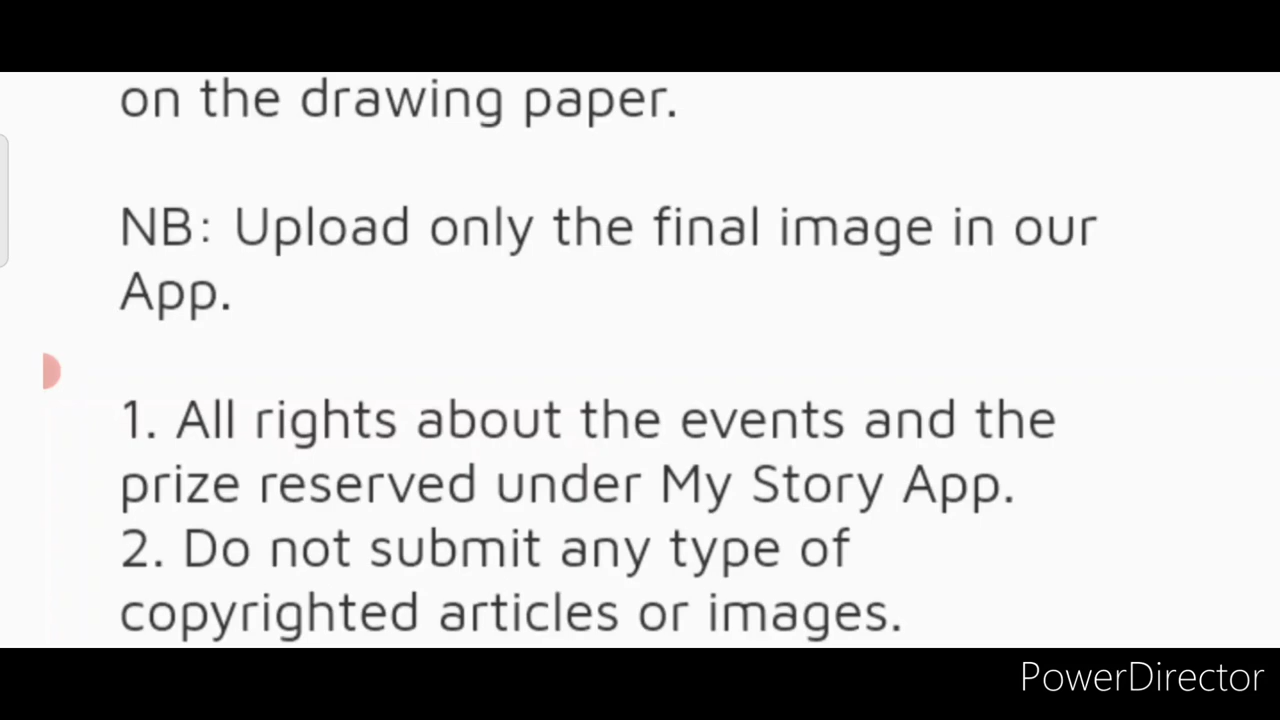 on the drawing paper.
NB: Upload only the final image in our
App.
1. All rights about the events and the
prize reserved under My Story App.
2. Do not submit any type of
copyrighted articles or images.
PowerDirector